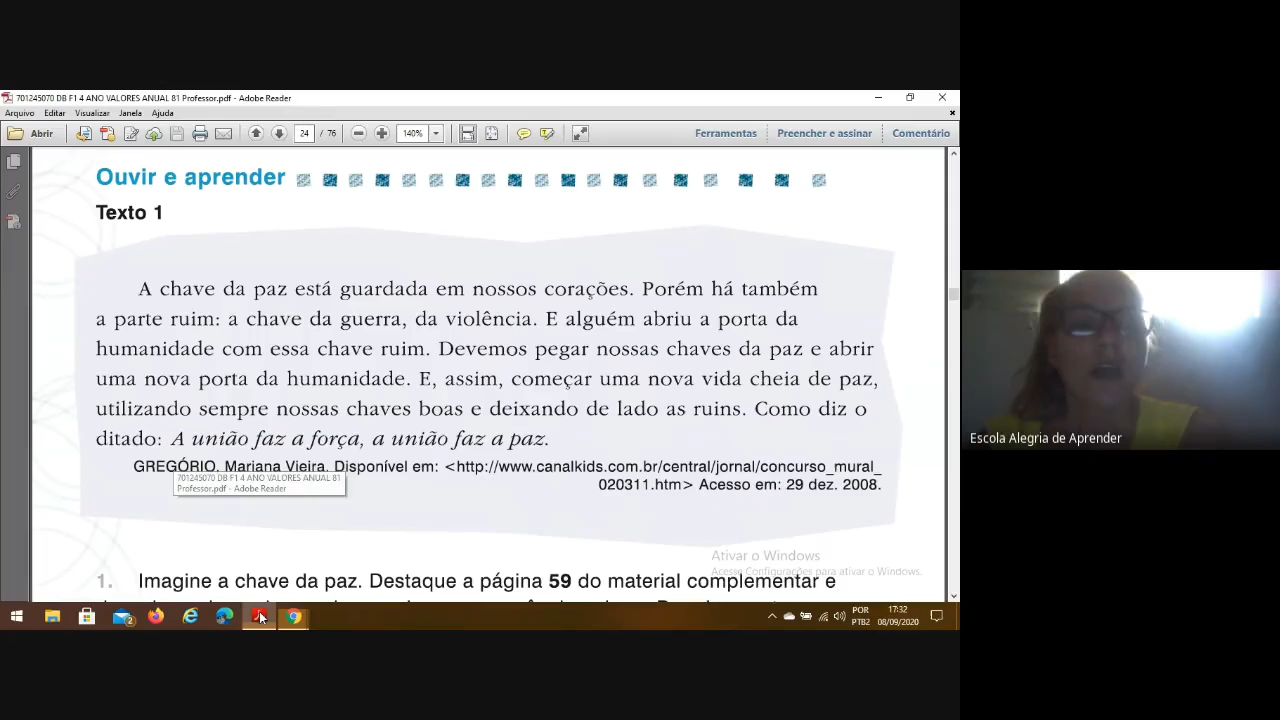 701245070 DB F1 4 ANO VALORES ANUAL 81 Professor.pdf - Adobe Reader
Arquivo Editar Visualizar Janela Ajuda
Abrir 24 / 76 140% Ferramentas Preencher e assinar Comentário
Ouvir e aprender
Texto 1
A chave da paz está guardada em nossos corações. Porém há também
a parte ruim: a chave da guerra, da violência. E alguém abriu a porta da
humanidade com essa chave ruim. Devemos pegar nossas chaves da paz e abrir
uma nova porta da humanidade. E, assim, começar uma nova vida cheia de paz,
utilizando sempre nossas chaves boas e deixando de lado as ruins. Como diz o
ditado: A união faz a força, a união faz a paz.
GREGÓRIO, Mariana Vieira. Disponível em: <http://www.canalkids.com.br/central/jornal/concurso_mural_
020311.htm> Acesso em: 29 dez. 2008.
701245070 DB F1 4 ANO VALORES ANUAL 81
Professor.pdf - Adobe Reader
Ativar o Windows
Acesse Configurações para ativar o Windows.
1. Imagine a chave da paz. Destaque a página 59 do material complementar e
POR
PTB2
17:32
08/09/2020
2
Escola Alegria de Aprender